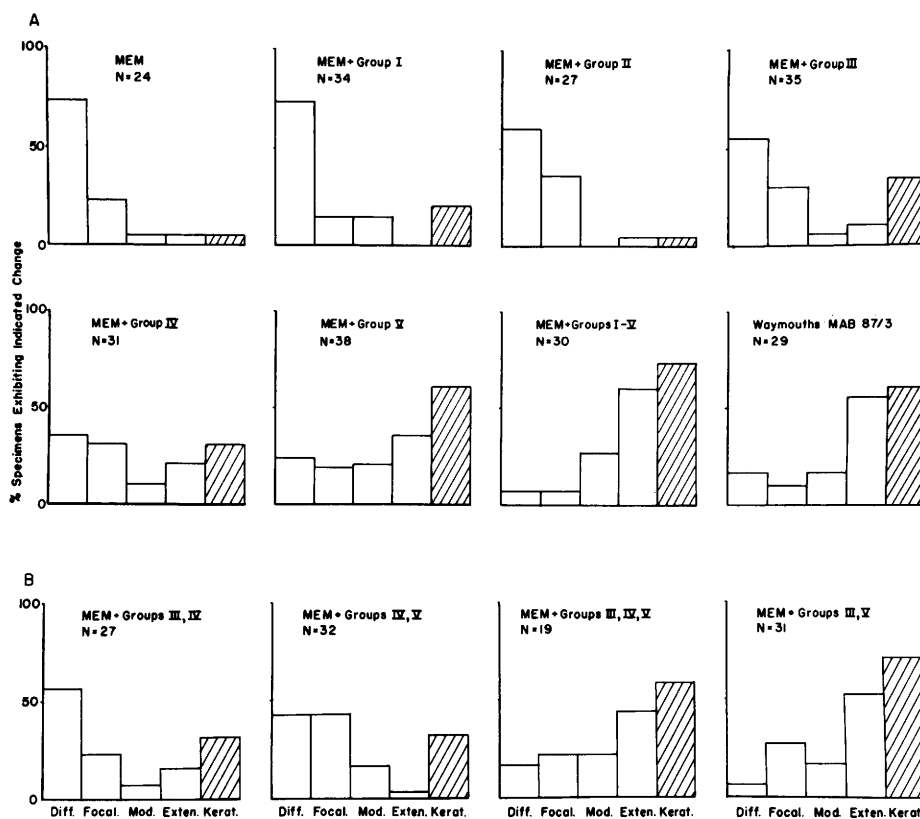 A
% Specimens Exhibiting Indicated Change
100
50
0
MEM
N=24
MEM+Group I
N=34
MEM+Group II
N=27
MEM+Group III
N=35
100
50
0
MEM+Group IV
N=31
MEM+Group V
N=38
MEM+Groups I-V
N=30
Waymouths MAB 87/3
N=29
B
100
50
0
MEM+Groups III, IV
N=27
MEM+Groups IV, V
N=32
MEM+Groups III, IV, V
N=19
MEM+Groups III, V
N=31
Diff. Focal. Mod. Exten. Kerat.
Diff. Focal. Mod. Exten. Kerat.
Diff. Focal. Mod. Exten. Kerat.
Diff. Focal. Mod. Exten. Kerat.